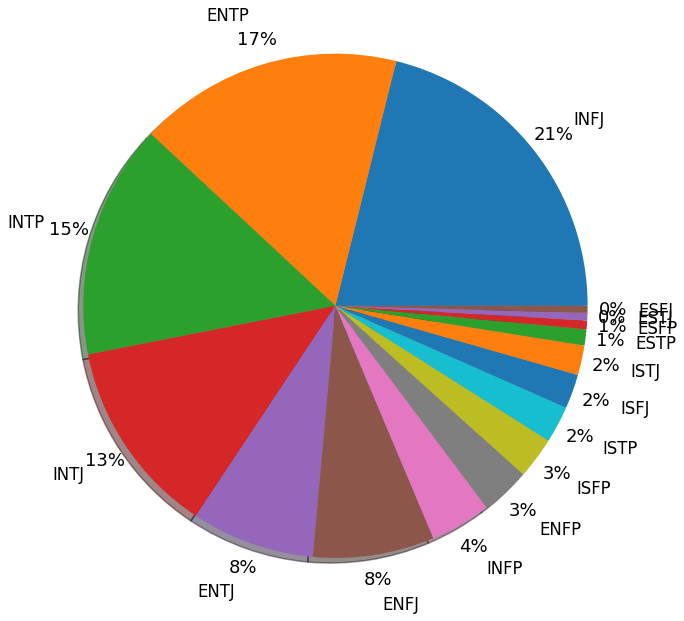 ENTP
17%
INFJ
21%
INTP
15%
INTJ
13%
ENTJ
8%
ENFJ
8%
INFP
4%
ENFP
3%
ISFP
3%
ISTP
2%
ISFJ
2%
ISTJ
2%
ESTP
1%
ESFP
1%
ESTJ
0%
ESFJ
0%